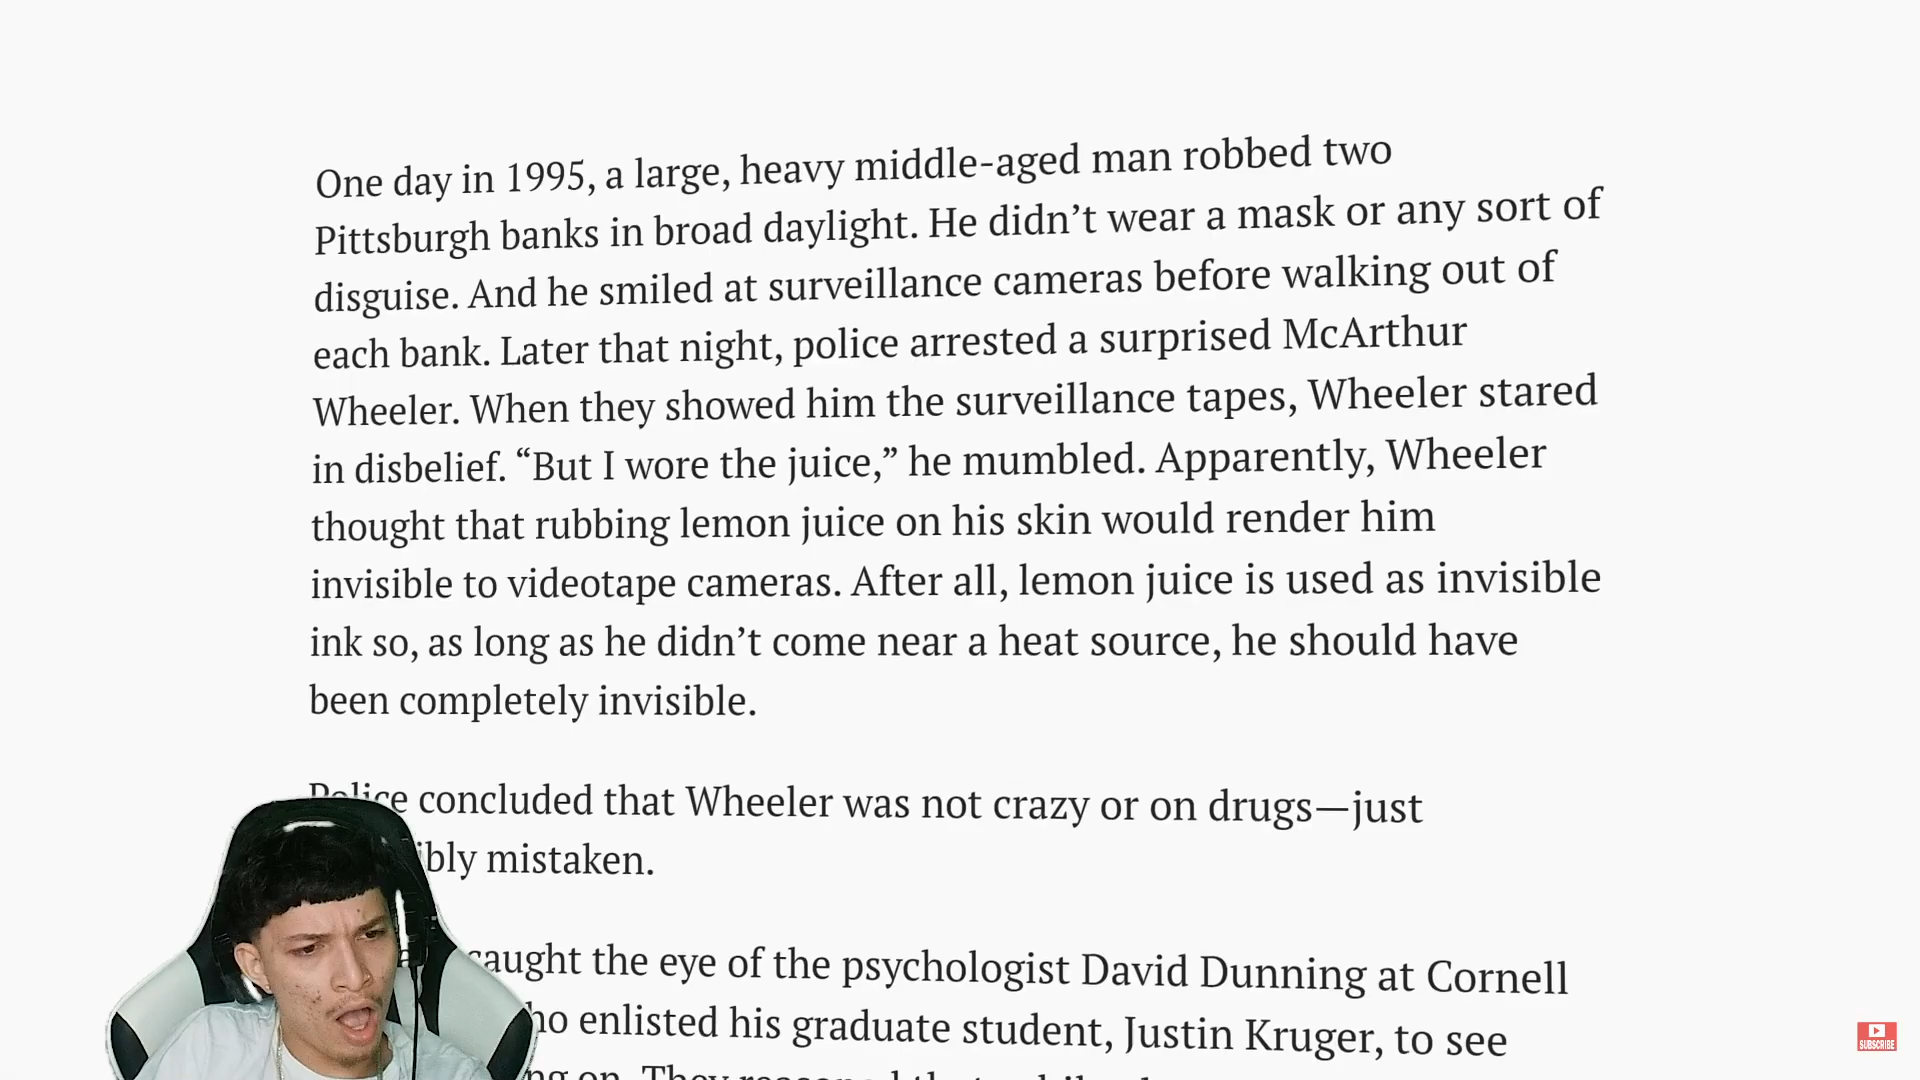 One day in 1995, a large, heavy middle-aged man robbed two
Pittsburgh banks in broad daylight. He didn’t wear a mask or any sort of
disguise. And he smiled at surveillance cameras before walking out of
each bank. Later that night, police arrested a surprised McArthur
Wheeler. When they showed him the surveillance tapes, Wheeler stared
in disbelief. “But I wore the juice,” he mumbled. Apparently, Wheeler
thought that rubbing lemon juice on his skin would render him
invisible to videotape cameras. After all, lemon juice is used as invisible
ink so, as long as he didn’t come near a heat source, he should have
been completely invisible.
Police concluded that Wheeler was not crazy or on drugs—just
mistaken.
caught the eye of the psychologist David Dunning at Cornell
enlisted his graduate student, Justin Kruger, to see
on. They
SUBSCRIBE